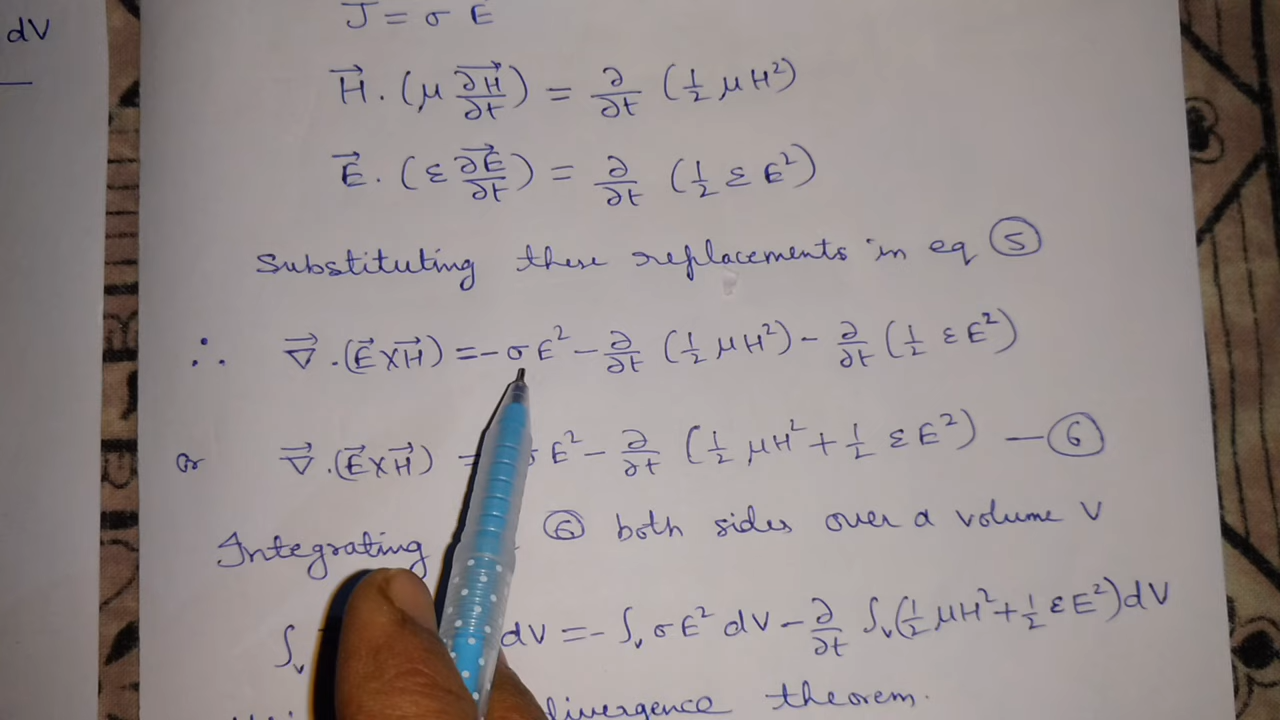 dV
J = σ E
H⃗ . (μ ∂H⃗/∂t) = ∂/∂t (1/2 μ H²)
E⃗ . (ε ∂E⃗/∂t) = ∂/∂t (1/2 ε E²)
Substituting these replacements in eq ⑤
∴ ∇⃗ . (E⃗ X H⃗) = - σ E² - ∂/∂t (1/2 μ H²) - ∂/∂t (1/2 ε E²)
or ∇⃗ . (E⃗ X H⃗) = E² - ∂/∂t (1/2 μ H² + 1/2 ε E²) — ⑥
Integrating ⑥ both sides over a volume V
∫v dV = - ∫v σ E² dV - ∂/∂t ∫v (1/2 μ H² + 1/2 ε E²) dV
divergence theorem.